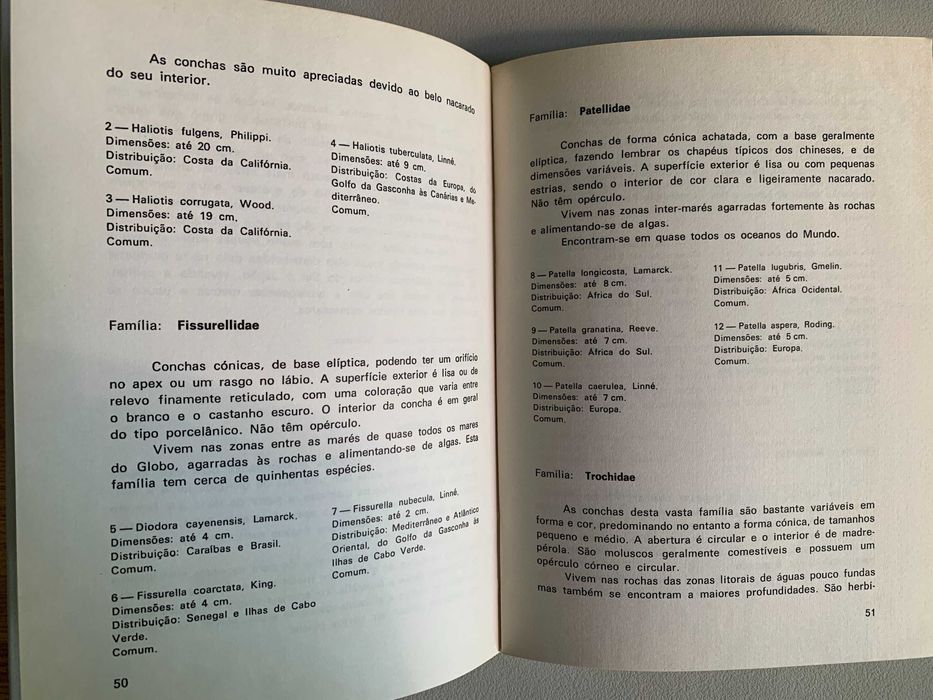 As conchas são muito apreciadas devido ao belo nacarado
do seu interior.
2 — Haliotis fulgens, Philippi.
Dimensões: até 20 cm.
Distribuição: Costa da Califórnia.
Comum.
3 — Haliotis corrugata, Wood.
Dimensões: até 19 cm.
Distribuição: Costa da Califórnia.
Comum.
4 — Haliotis tuberculata, Linné.
Dimensões: até 9 cm.
Distribuição: Costas da Europa, do
Golfo da Gasconha às Canárias e Me-
diterrâneo.
Comum.
Família: Fissurellidae
Conchas cónicas, de base elíptica, podendo ter um orifício
no apex ou um rasgo no lábio. A superfície exterior é lisa ou de
relevo finamente reticulado, com uma coloração que varia entre
o branco e o castanho escuro. O interior da concha é em geral
do tipo porcelânico. Não têm opérculo.
Vivem nas zonas entre as marés de quase todos os mares
do Globo, agarradas às rochas e alimentando-se de algas. Esta
família tem cerca de quinhentas espécies.
5 — Diodora cayenensis, Lamarck.
Dimensões: até 4 cm.
Distribuição: Caraíbas e Brasil.
Comum.
6 — Fissurella coarctata, King.
Dimensões: até 4 cm.
Distribuição: Senegal e Ilhas de Cabo
Verde.
Comum.
7 — Fissurella nubecula, Linné.
Dimensões: até 2 cm.
Distribuição: Mediterrâneo e Atlântico
Oriental, do Golfo da Gasconha às
Ilhas de Cabo Verde.
Comum.
50
Família: Patellidae
Conchas de forma cónica achatada, com a base geralmente
elíptica, fazendo lembrar os chapéus típicos dos chineses, e de
dimensões variáveis. A superfície exterior é lisa ou com pequenas
estrias, sendo o interior de cor clara e ligeiramente nacarado.
Não têm opérculo.
Vivem nas zonas inter-marés agarradas fortemente às rochas
e alimentando-se de algas.
Encontram-se em quase todos os oceanos do Mundo.
8 — Patella longicosta, Lamarck.
Dimensões: até 8 cm.
Distribuição: África do Sul.
Comum.
9 — Patella granatina, Reeve.
Dimensões: até 7 cm.
Distribuição: África do Sul.
Comum.
10 — Patella caerulea, Linné.
Dimensões: até 7 cm.
Distribuição: Europa.
Comum.
11 — Patella lugubris, Gmelin.
Dimensões: até 5 cm.
Distribuição: África Ocidental.
Comum.
12 — Patella aspera, Roding.
Dimensões: até 5 cm.
Distribuição: Europa.
Comum.
Família: Trochidae
As conchas desta vasta família são bastante variáveis em
forma e cor, predominando no entanto a forma cónica, de tamanhos
pequeno e médio. A abertura é circular e o interior é de madre-
pérola. São moluscos geralmente comestíveis e possuem um
opérculo córneo e circular.
Vivem nas rochas das zonas litorais de águas pouco fundas
mas também se encontram a maiores profundidades. São herbi-
51